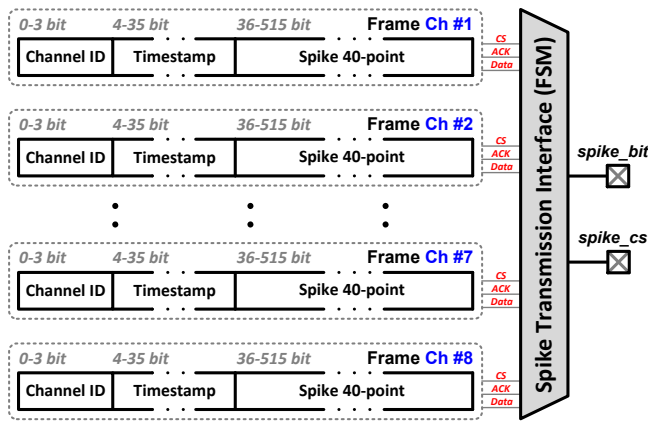 0-3 bit 4-35 bit 36-515 bit Frame Ch #1
Channel ID Timestamp Spike 40-point
CS
ACK
Data
0-3 bit 4-35 bit 36-515 bit Frame Ch #2
Channel ID Timestamp Spike 40-point
CS
ACK
Data
0-3 bit 4-35 bit 36-515 bit Frame Ch #7
Channel ID Timestamp Spike 40-point
CS
ACK
Data
0-3 bit 4-35 bit 36-515 bit Frame Ch #8
Channel ID Timestamp Spike 40-point
CS
ACK
Data
Spike Transmission Interface (FSM)
spike_bit
spike_cs